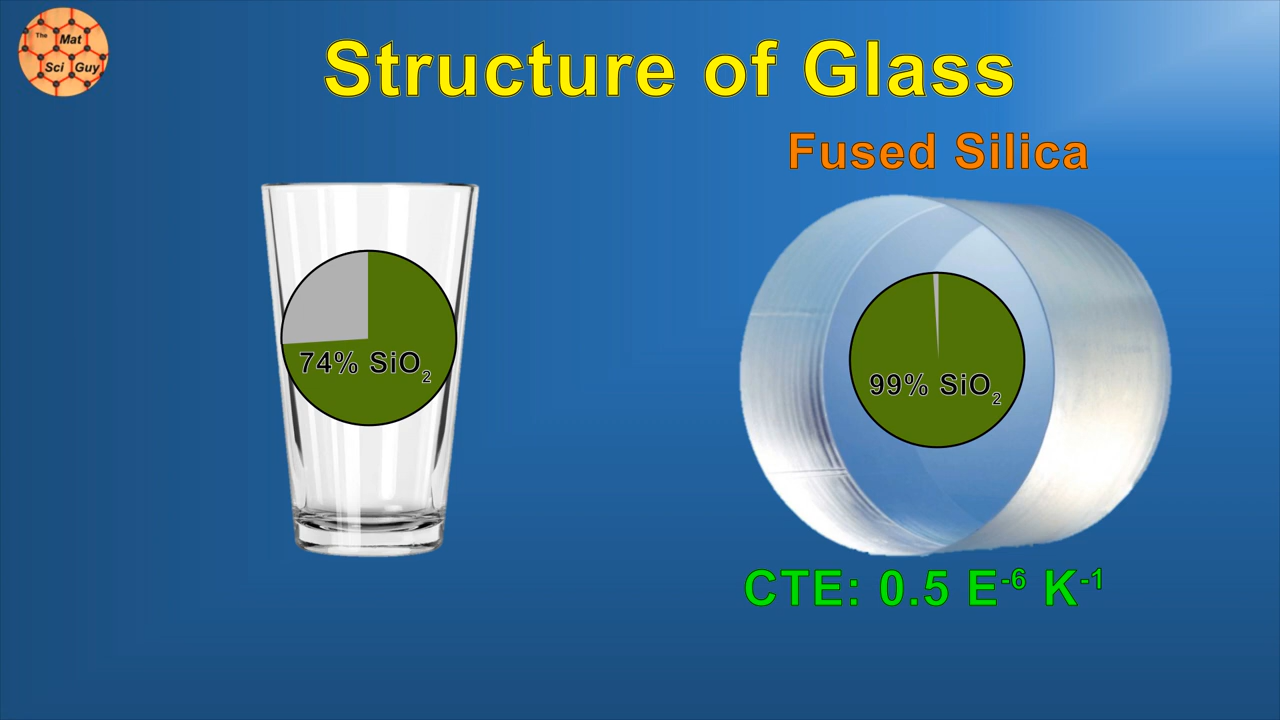 The Mat
Sci Guy
Structure of Glass
Fused Silica
74% SiO₂
99% SiO₂
CTE: 0.5 E⁻⁶ K⁻¹